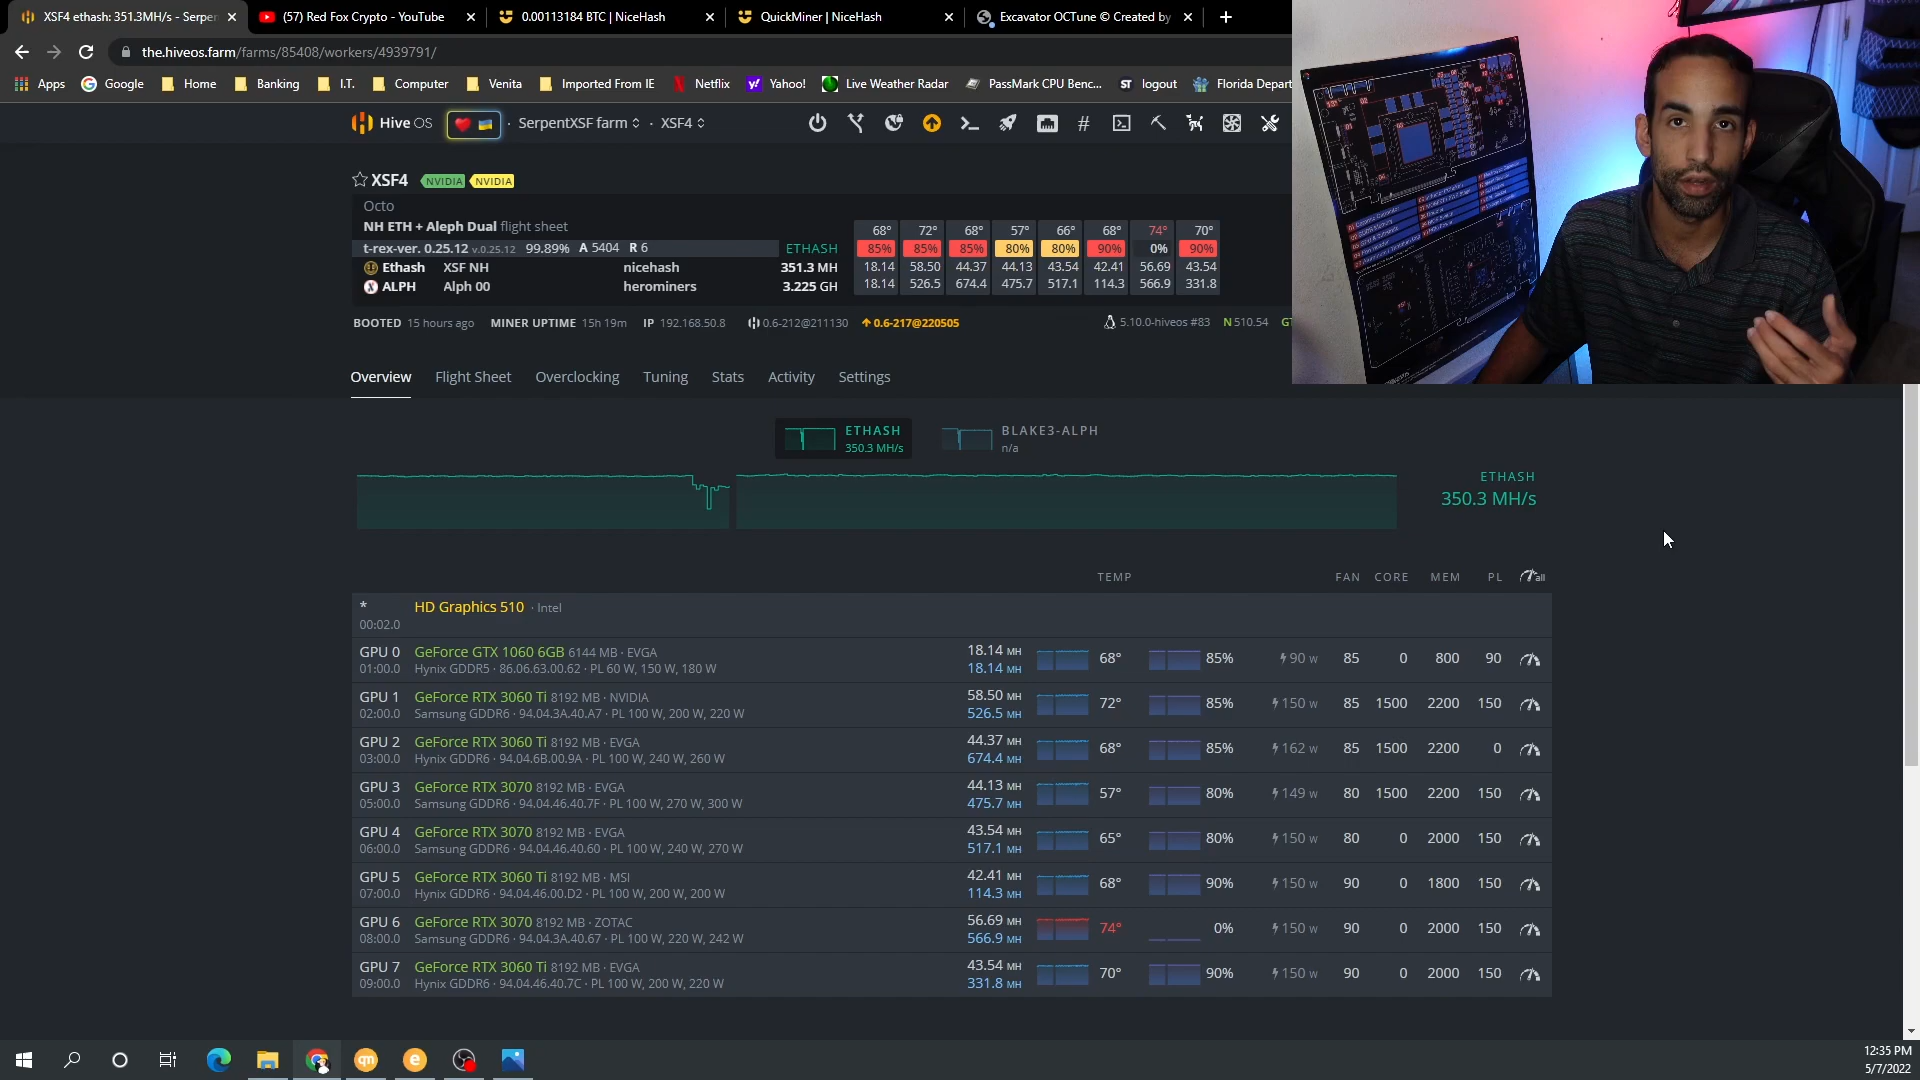 XSF4 ethash: 351.3MH/s - Serpen
(57) Red Fox Crypto - YouTube
0.00113184 BTC | NiceHash
QuickMiner | NiceHash
Excavator OCTune © Created by
the.hiveos.farm/farms/85408/workers/4939791/
Apps Google Home Banking I.T. Computer Venita Imported From IE Netflix Yahoo! Live Weather Radar PassMark CPU Benc... ST logout Florida Depart
Hive OS · SerpentXSF farm · XSF4
XSF4 NVIDIA NVIDIA
Octo
NH ETH + Aleph Dual flight sheet
68° 72° 68° 57° 66° 68° 74° 70°
t-rex-ver. 0.25.12 v.0.25.12 99.89% A 5404 R 6 ETHASH 85% 85% 85% 80% 80% 90% 0% 90%
Ethash XSF NH nicehash 351.3 MH 18.14 58.50 44.37 44.13 43.54 42.41 56.69 43.54
ALPH Alph 00 herominers 3.225 GH 18.14 526.5 674.4 475.7 517.1 114.3 566.9 331.8
BOOTED 15 hours ago MINER UPTIME 15h 19m IP 192.168.50.8 0.6-212@211130 0.6-217@220505 5.10.0-hiveos #83 N 510.54 GT
Overview Flight Sheet Overclocking Tuning Stats Activity Settings
ETHASH
350.3 MH/s
BLAKE3-ALPH
n/a
ETHASH
350.3 MH/s
TEMP FAN CORE MEM PL all
* HD Graphics 510 · Intel
00:02.0
GPU 0 GeForce GTX 1060 6GB 6144 MB · EVGA 18.14 MH 68° 85% 90 W 85 0 800 90
01:00.0 Hynix GDDR5 · 86.06.63.00.62 · PL 60 W, 150 W, 180 W 18.14 MH
GPU 1 GeForce RTX 3060 Ti 8192 MB · NVIDIA 58.50 MH 72° 85% 150 W 85 1500 2200 150
02:00.0 Samsung GDDR6 · 94.04.3A.40.A7 · PL 100 W, 200 W, 220 W 526.5 MH
GPU 2 GeForce RTX 3060 Ti 8192 MB · EVGA 44.37 MH 68° 85% 162 W 85 1500 2200 0
03:00.0 Hynix GDDR6 · 94.04.6B.00.9A · PL 100 W, 240 W, 260 W 674.4 MH
GPU 3 GeForce RTX 3070 8192 MB · EVGA 44.13 MH 57° 80% 149 W 80 1500 2200 150
05:00.0 Samsung GDDR6 · 94.04.46.40.7F · PL 100 W, 270 W, 300 W 475.7 MH
GPU 4 GeForce RTX 3070 8192 MB · EVGA 43.54 MH 65° 80% 150 W 80 0 2000 150
06:00.0 Samsung GDDR6 · 94.04.46.40.60 · PL 100 W, 240 W, 270 W 517.1 MH
GPU 5 GeForce RTX 3060 Ti 8192 MB · MSI 42.41 MH 68° 90% 150 W 90 0 1800 150
07:00.0 Hynix GDDR6 · 94.04.46.00.D2 · PL 100 W, 200 W, 200 W 114.3 MH
GPU 6 GeForce RTX 3070 8192 MB · ZOTAC 56.69 MH 74° 0% 150 W 90 0 2000 150
08:00.0 Samsung GDDR6 · 94.04.3A.40.67 · PL 100 W, 220 W, 242 W 566.9 MH
GPU 7 GeForce RTX 3060 Ti 8192 MB · EVGA 43.54 MH 70° 90% 150 W 90 0 2000 150
09:00.0 Hynix GDDR6 · 94.04.46.40.7C · PL 100 W, 200 W, 220 W 331.8 MH
qm e
12:35 PM
5/7/2022